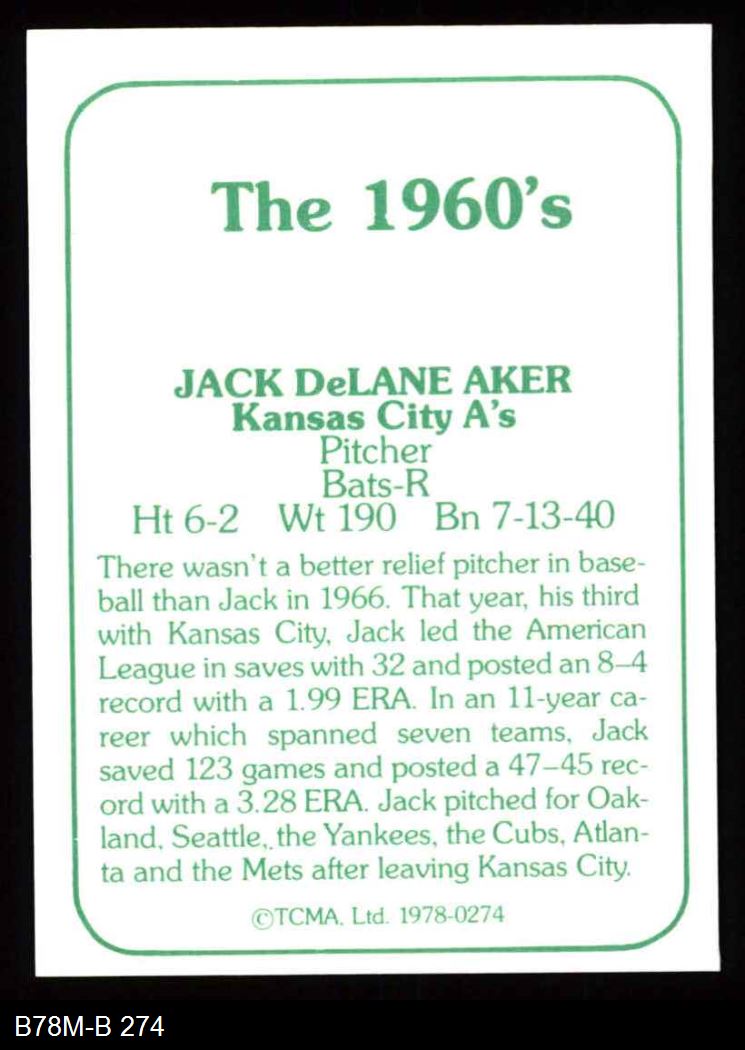 The 1960's
JACK DeLANE AKER
Kansas City A's
Pitcher
Bats-R
Ht 6-2 Wt 190 Bn 7-13-40
There wasn't a better relief pitcher in base-
ball than Jack in 1966. That year, his third
with Kansas City, Jack led the American
League in saves with 32 and posted an 8–4
record with a 1.99 ERA. In an 11-year ca-
reer which spanned seven teams, Jack
saved 123 games and posted a 47–45 rec-
ord with a 3.28 ERA. Jack pitched for Oak-
land, Seattle, the Yankees, the Cubs, Atlan-
ta and the Mets after leaving Kansas City.
©TCMA, Ltd. 1978-0274
B78M-B 274